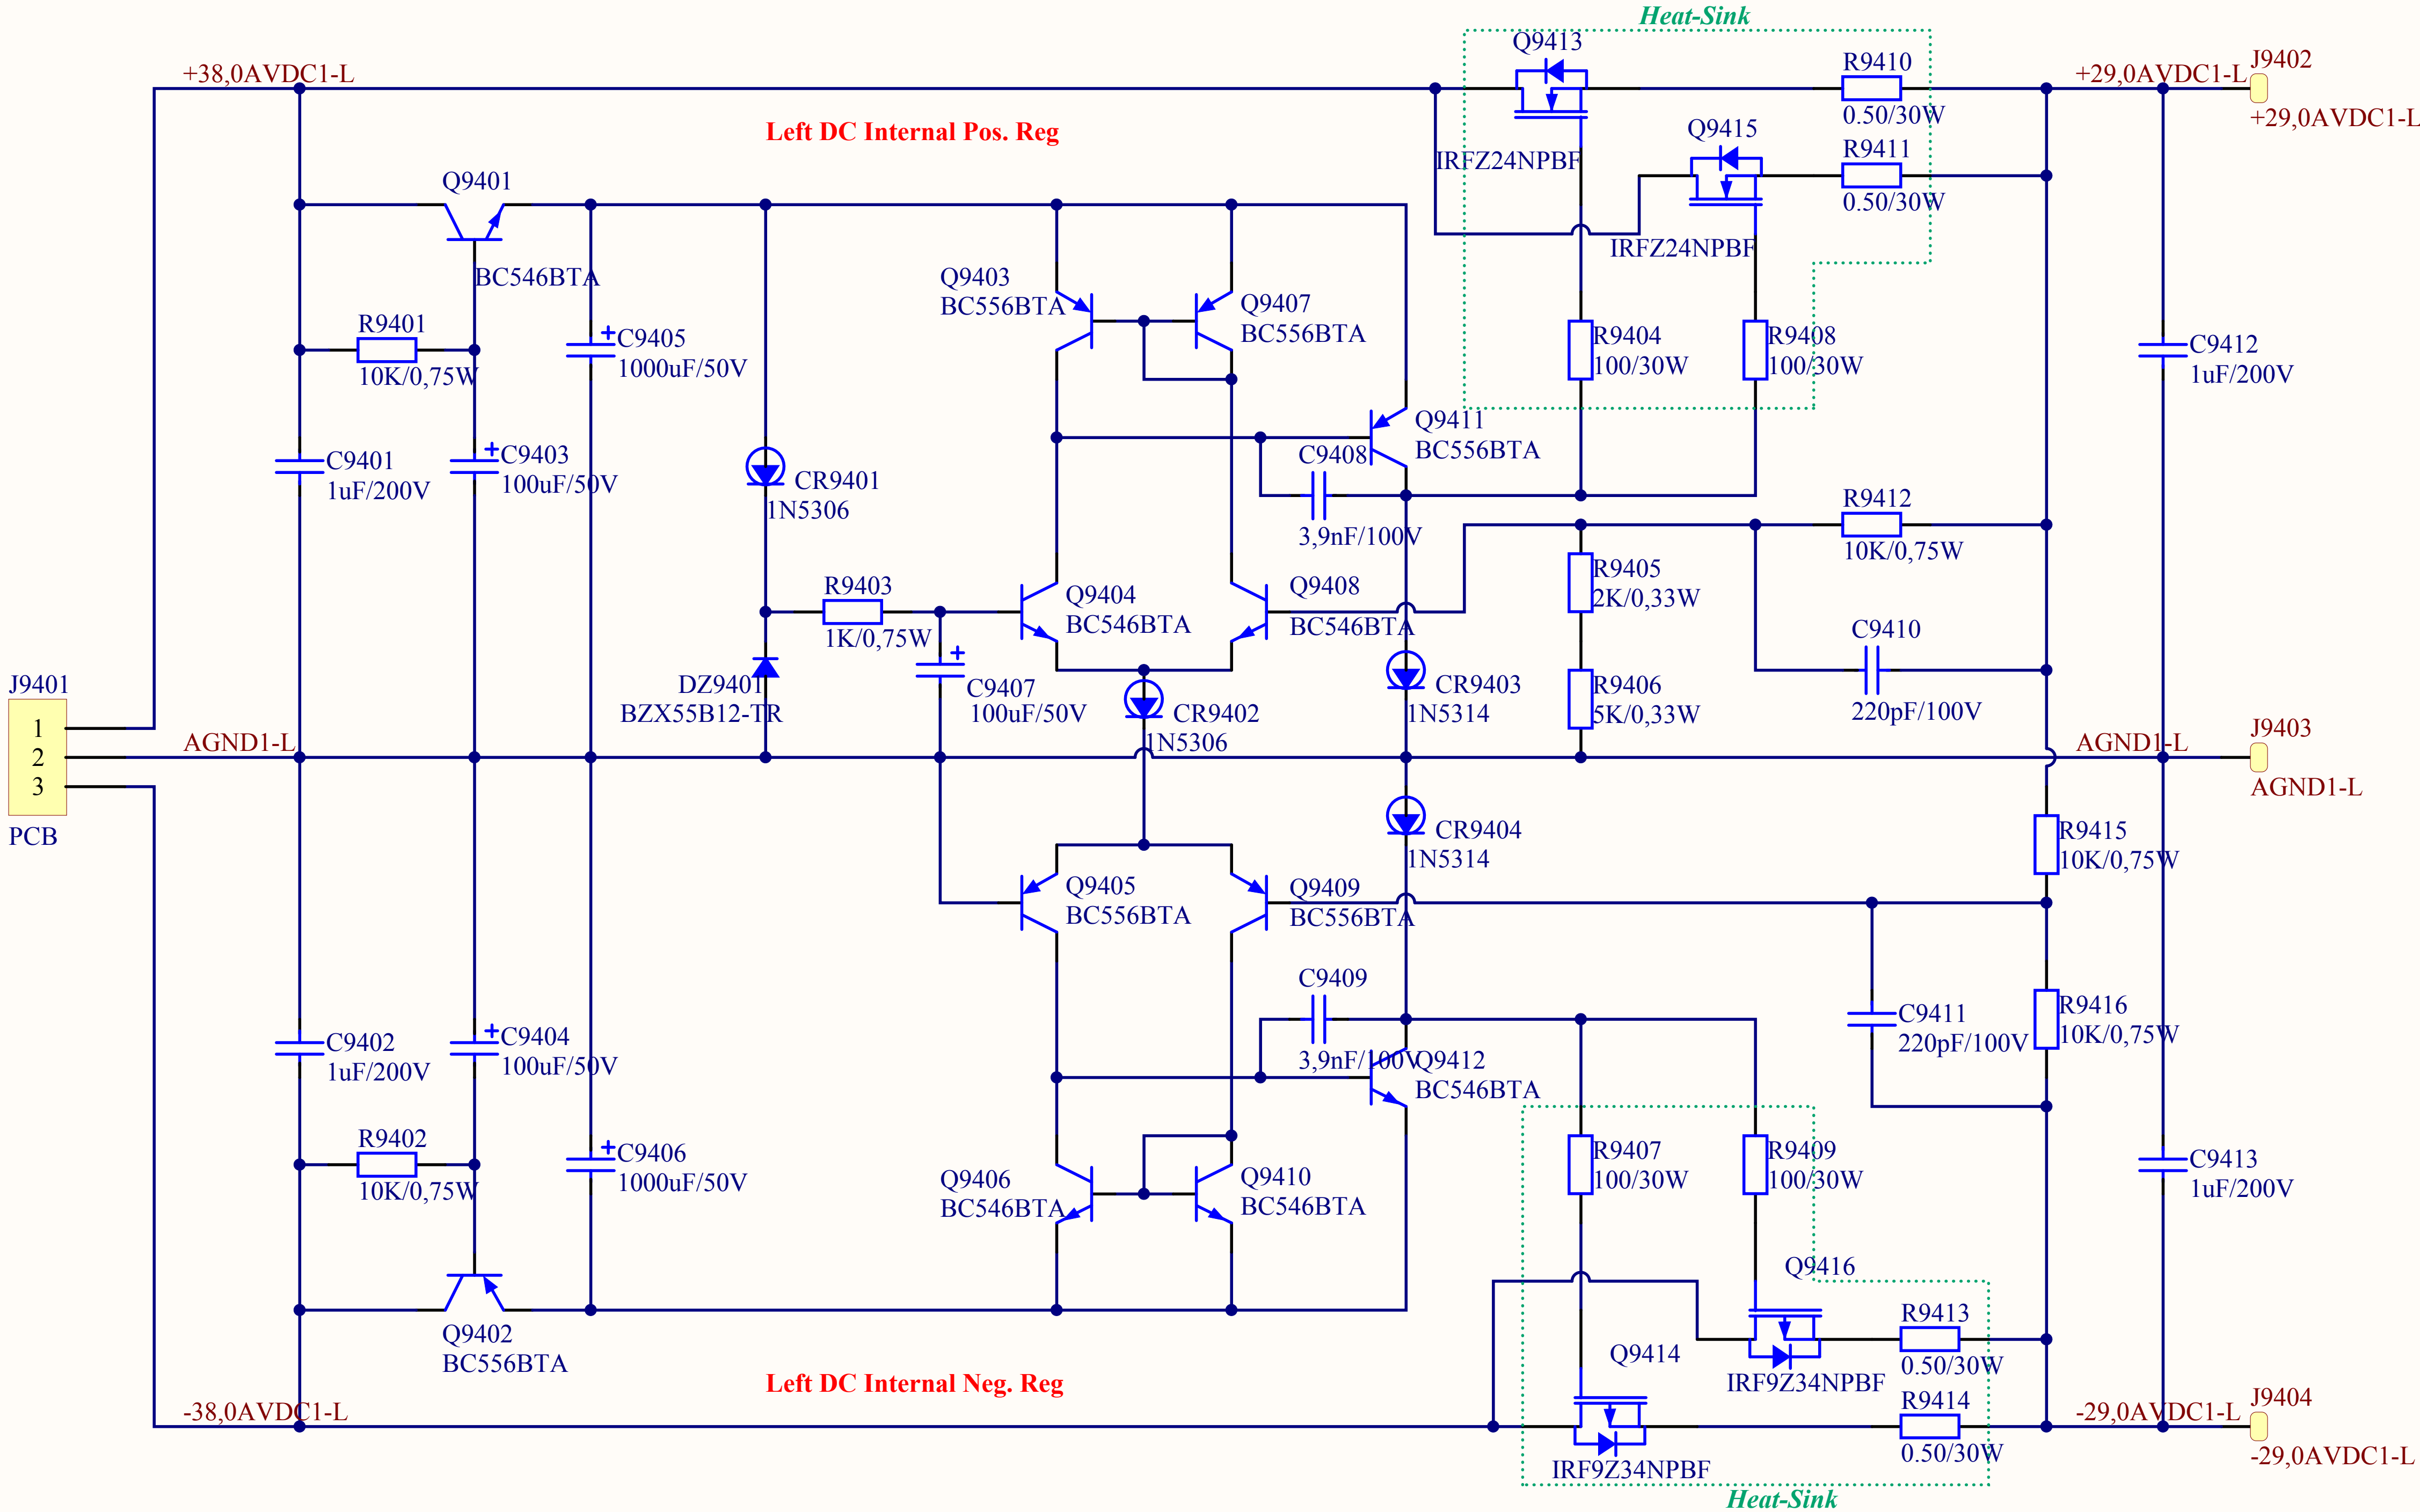 Heat-Sink
Q9413
R9410
J9402
+38,0AVDC1-L
+29,0AVDC1-L
0.50/30W
+29,0AVDC1-L
Left DC Internal Pos. Reg
Q9415
R9411
IRFZ24NPBF
0.50/30W
Q9401
IRFZ24NPBF
BC546BTA
Q9403
BC556BTA
Q9407
BC556BTA
R9401
10K/0,75W
C9405
1000uF/50V
R9404
100/30W
R9408
100/30W
C9412
1uF/200V
Q9411
BC556BTA
C9401
1uF/200V
C9403
100uF/50V
CR9401
1N5306
C9408
3,9nF/100V
R9412
10K/0,75W
R9403
1K/0,75W
Q9404
BC546BTA
Q9408
BC546BTA
R9405
2K/0,33W
C9410
220pF/100V
J9401
DZ9401
BZX55B12-TR
C9407
100uF/50V
CR9402
1N5306
CR9403
1N5314
R9406
5K/0,33W
1
2
3
PCB
AGND1-L
AGND1-L
J9403
AGND1-L
CR9404
1N5314
R9415
10K/0,75W
Q9405
BC556BTA
Q9409
BC556BTA
C9409
3,9nF/100V
C9411
220pF/100V
R9416
10K/0,75W
C9402
1uF/200V
C9404
100uF/50V
Q9412
BC546BTA
R9402
10K/0,75W
C9406
1000uF/50V
Q9406
BC546BTA
Q9410
BC546BTA
R9407
100/30W
R9409
100/30W
C9413
1uF/200V
Q9416
Q9402
BC556BTA
R9413
0.50/30W
Q9414
IRF9Z34NPBF
Left DC Internal Neg. Reg
R9414
0.50/30W
J9404
-38,0AVDC1-L
-29,0AVDC1-L
-29,0AVDC1-L
IRF9Z34NPBF
Heat-Sink